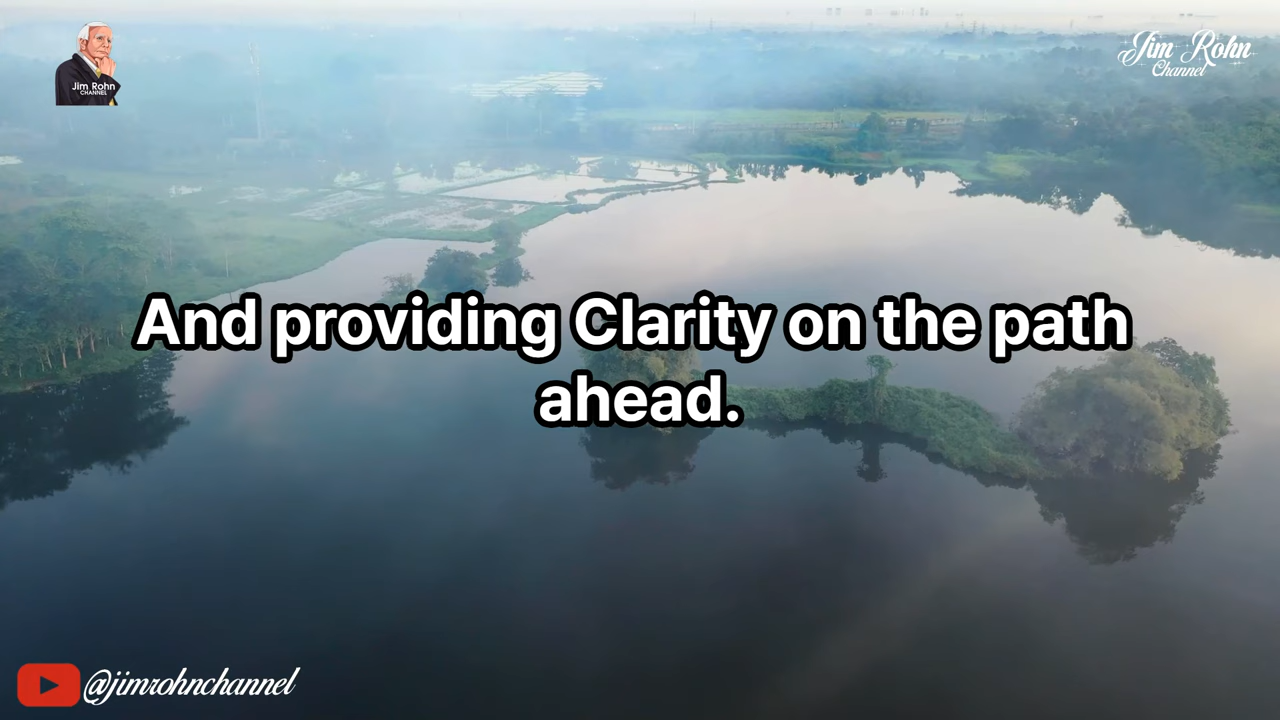 Jim Rohn
CHANNEL
Jim Rohn
Channel
And providing Clarity on the path
ahead.
@jimrohnchannel